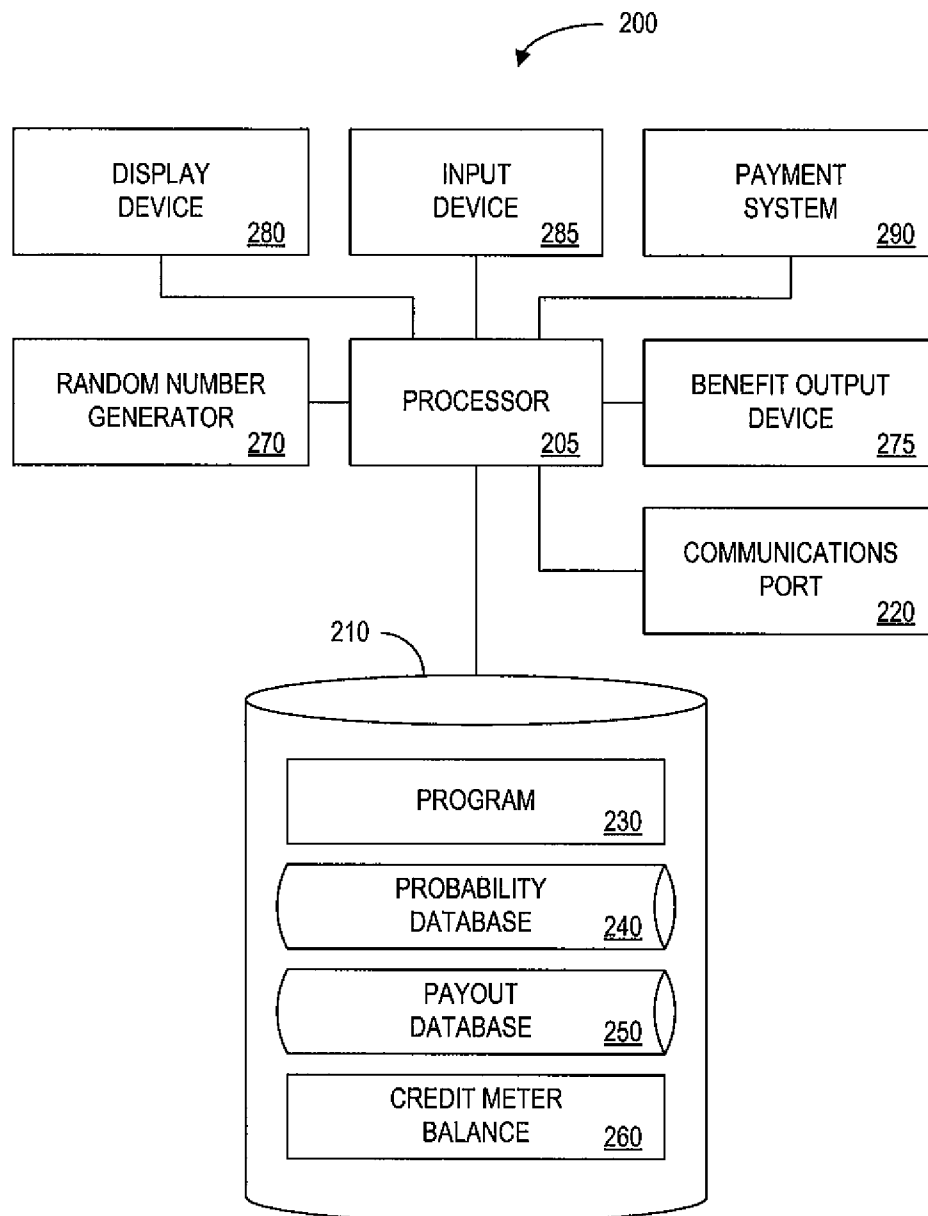 200
DISPLAY
DEVICE
280
INPUT
DEVICE
285
PAYMENT
SYSTEM
290
RANDOM NUMBER
GENERATOR
270
PROCESSOR
205
BENEFIT OUTPUT
DEVICE
275
COMMUNICATIONS
PORT
220
210
PROGRAM
230
PROBABILITY
DATABASE
240
PAYOUT
DATABASE
250
CREDIT METER
BALANCE
260